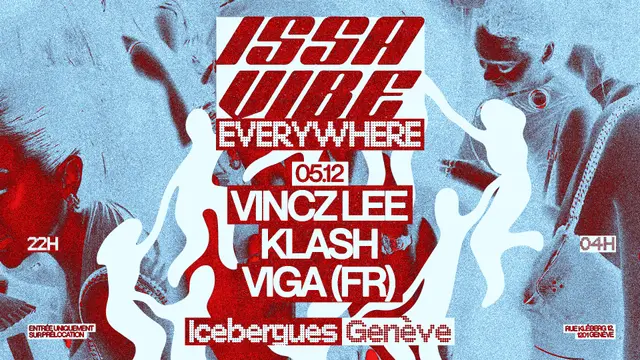 ISSA
VIBE
EVERYWHERE
05.12
VINCZ LEE
KLASH
VIGA (FR)
22H
04H
Icebergues Genève
ENTRÉE UNIQUEMENT
SUR PRÉLOCATION
RUE KLÉBERG 12,
1201 GENÈVE